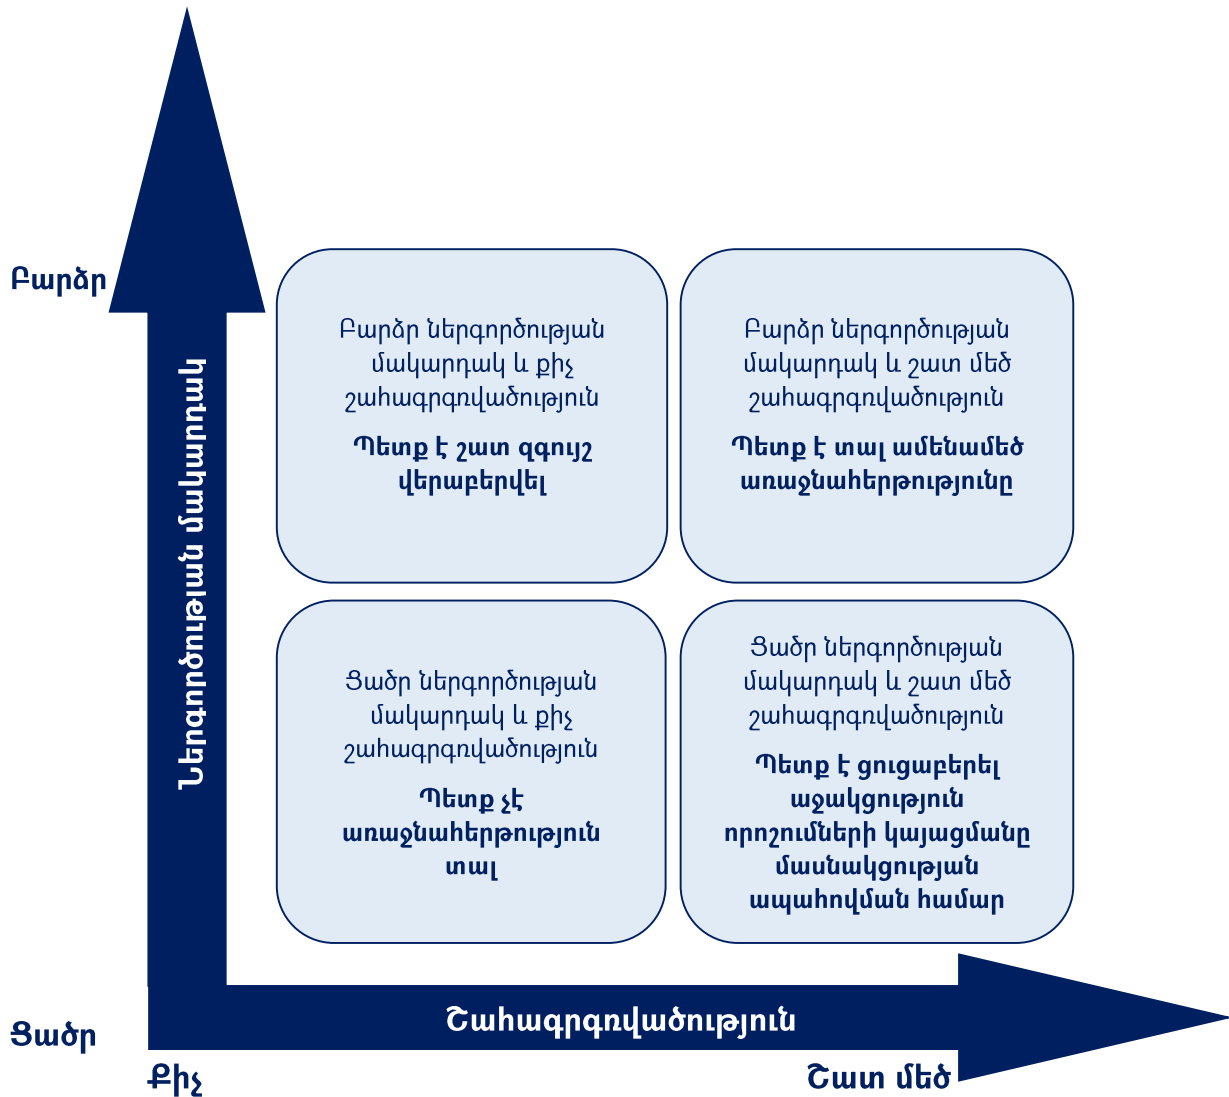 Բարձր
Ներգործության մակարդակ
Բարձր ներգործության
մակարդակ և քիչ
շահագրգռվածություն
Պետք է շատ զգույշ
վերաբերվել
Բարձր ներգործության
մակարդակ և շատ մեծ
շահագրգռվածություն
Պետք է տալ ամենամեծ
առաջնահերթությունը
Ցածր ներգործության
մակարդակ և քիչ
շահագրգռվածություն
Պետք չէ
առաջնահերթություն
տալ
Ցածր ներգործության
մակարդակ և շատ մեծ
շահագրգռվածություն
Պետք է ցուցաբերել
աջակցություն
որոշումների կայացմանը
մասնակցության
ապահովման համար
Շահագրգռվածություն
Ցածր
Քիչ
Շատ մեծ